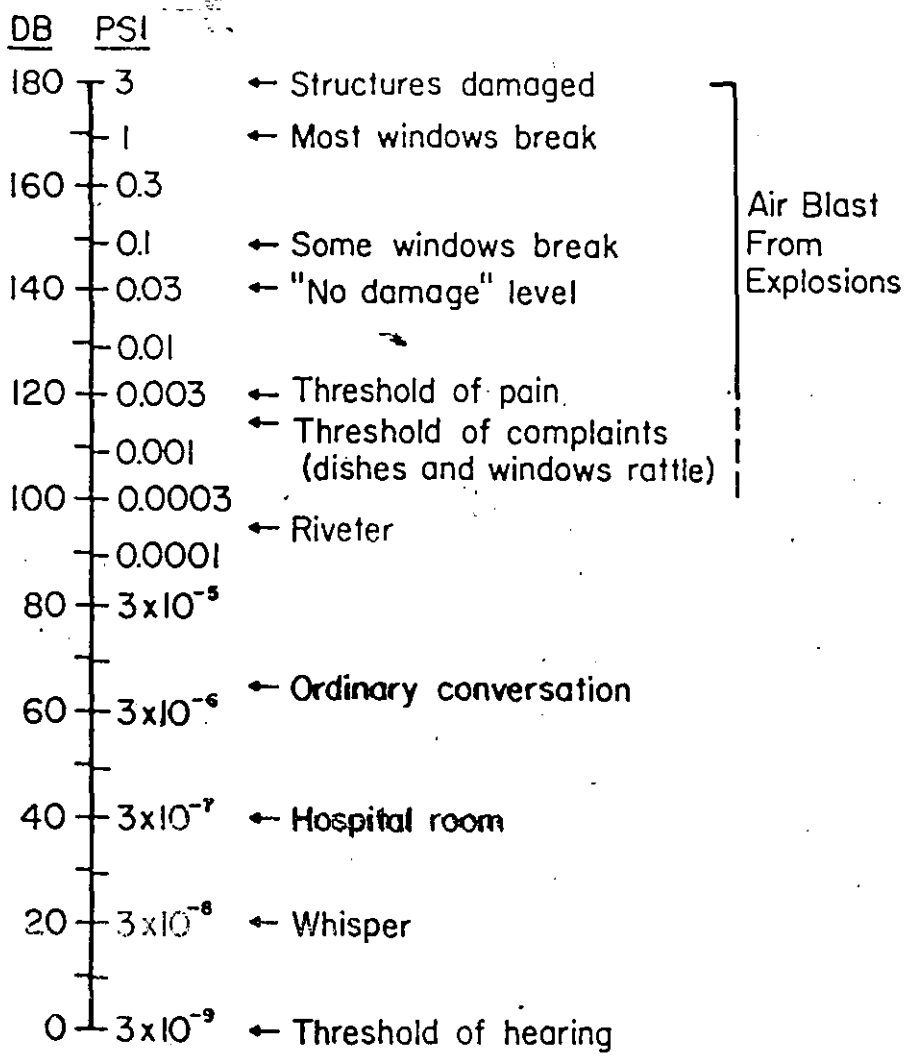 DB PSI
180 3 ← Structures damaged
1 ← Most windows break
160 0.3
Air Blast
From
Explosions
0.1 ← Some windows break
140 0.03 ← "No damage" level
0.01
120 0.003 ← Threshold of pain
← Threshold of complaints
0.001 (dishes and windows rattle)
100 0.0003
← Riveter
0.0001
80 3x10⁻⁵
← Ordinary conversation
60 3x10⁻⁶
40 3x10⁻⁷ ← Hospital room
20 3x10⁻⁸ ← Whisper
0 3x10⁻⁹ ← Threshold of hearing